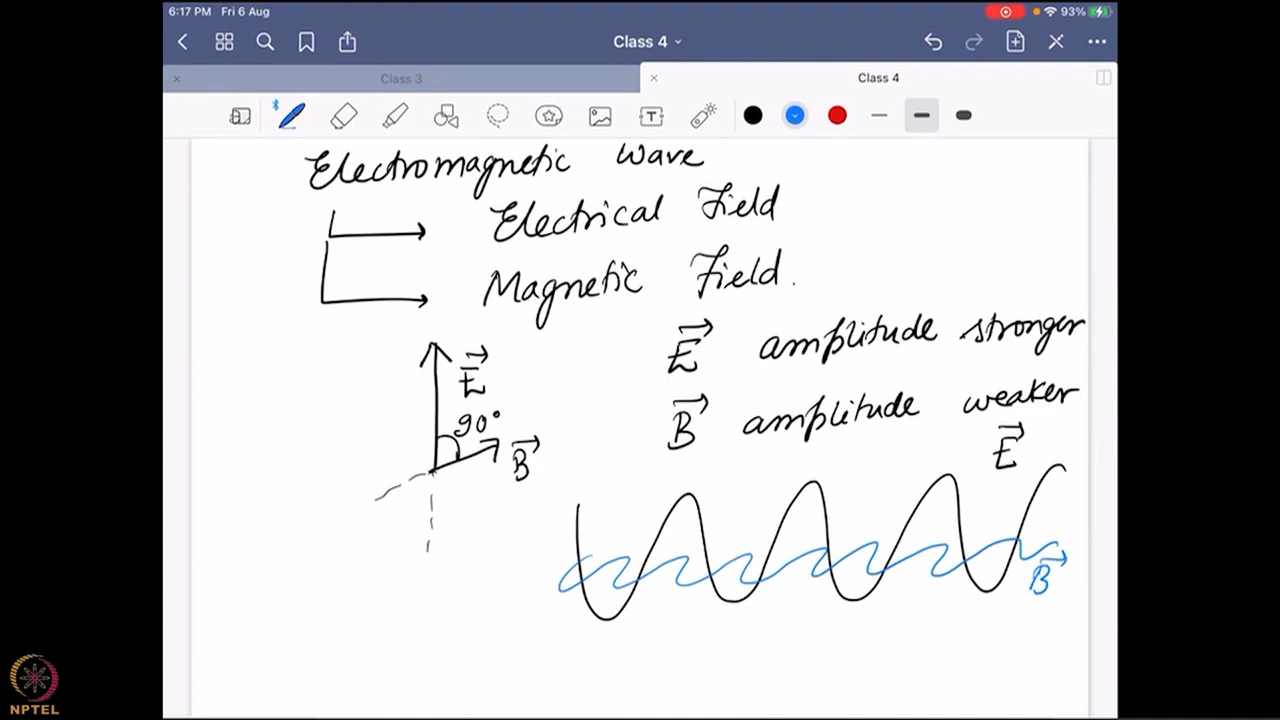 6:17 PM Fri 6 Aug
93%
Class 4
Class 3
Class 4
T
Electromagnetic Wave
Electrical Field
Magnetic Field.
E amplitude stronger
B amplitude weaker
E
90°
B
E
B
NPTEL